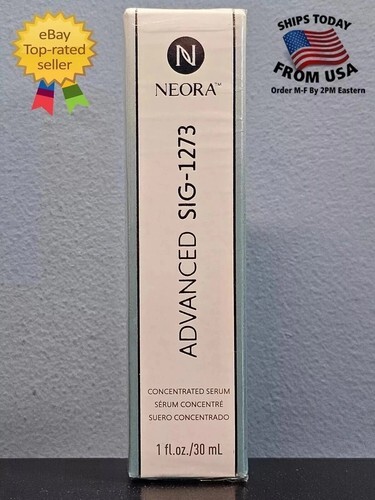 eBay
Top-rated
seller
SHIPS TODAY
FROM USA
Order M-F By 2PM Eastern
N
NEORA™
ADVANCED SIG-1273
CONCENTRATED SERUM
SÉRUM CONCENTRÉ
SUERO CONCENTRADO
1 fl.oz./30 mL